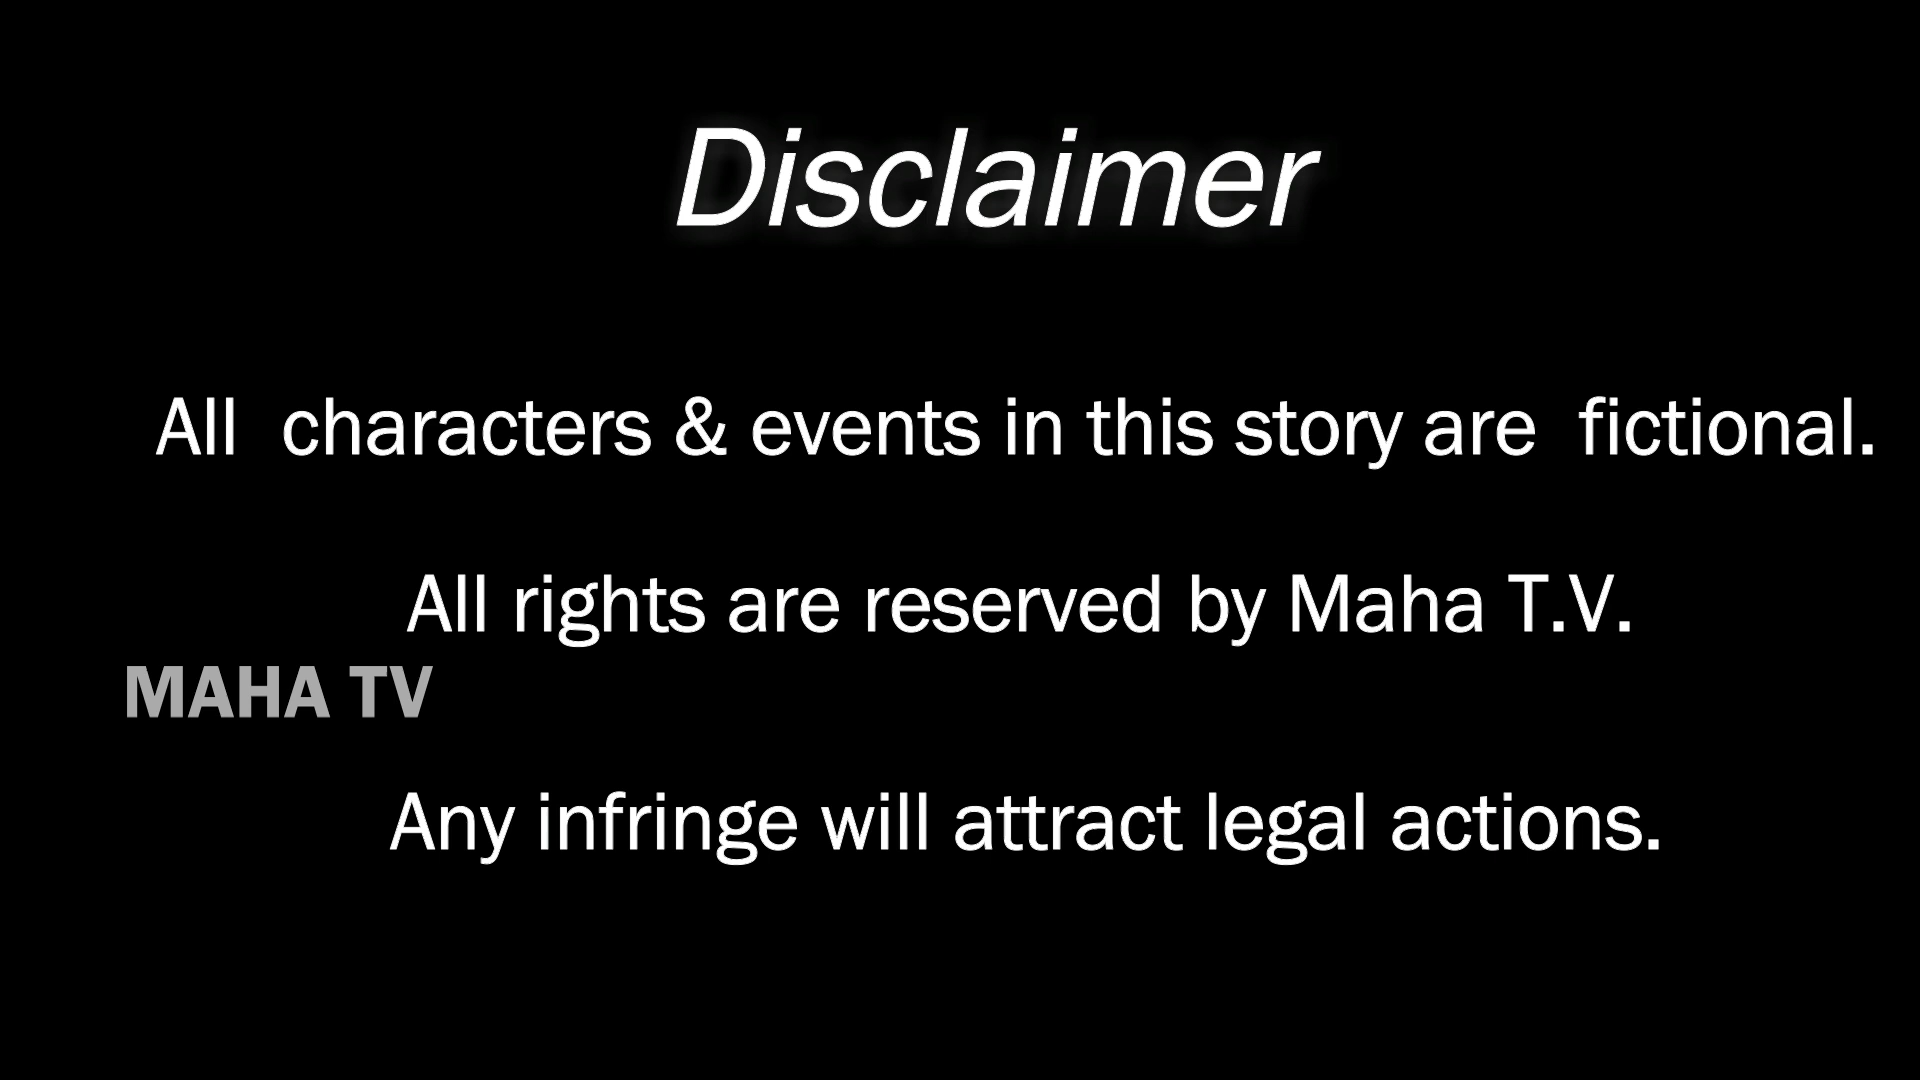 Disclaimer
All characters & events in this story are fictional.
All rights are reserved by Maha T.V.
MAHA TV
Any infringe will attract legal actions.